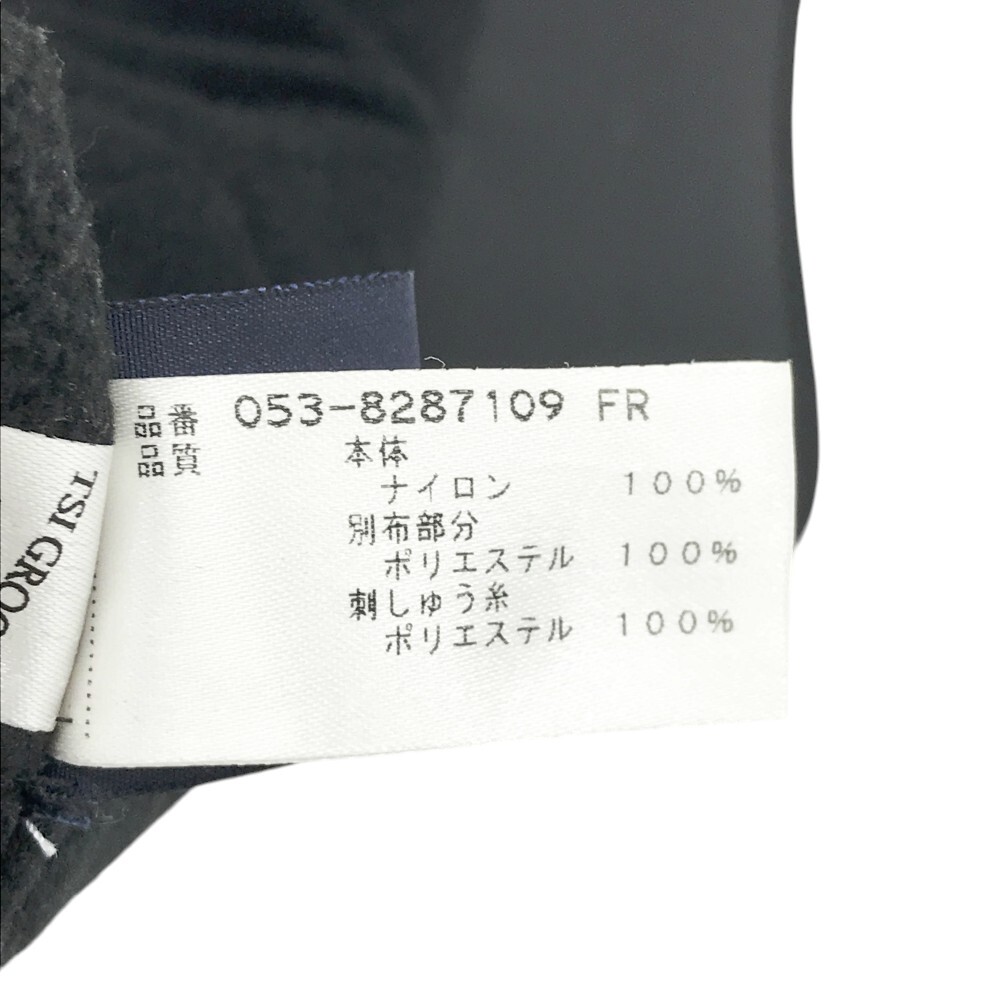 品番 053-8287109 FR
品質
本体
ナイロン 100%
別布部分
ポリエステル 100%
刺しゅう糸
ポリエステル 100%
TSI GRO